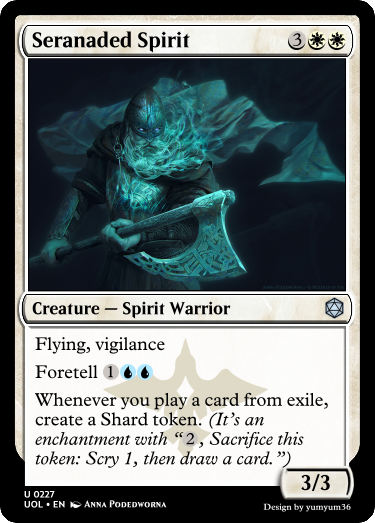 Seranaded Spirit 3
Creature — Spirit Warrior
Flying, vigilance
Foretell 1
Whenever you play a card from exile,
create a Shard token. (It's an
enchantment with “2, Sacrifice this
token: Scry 1, then draw a card.”)
3/3
U 0227
UOL • EN Anna Podedworna
Design by yumyum36